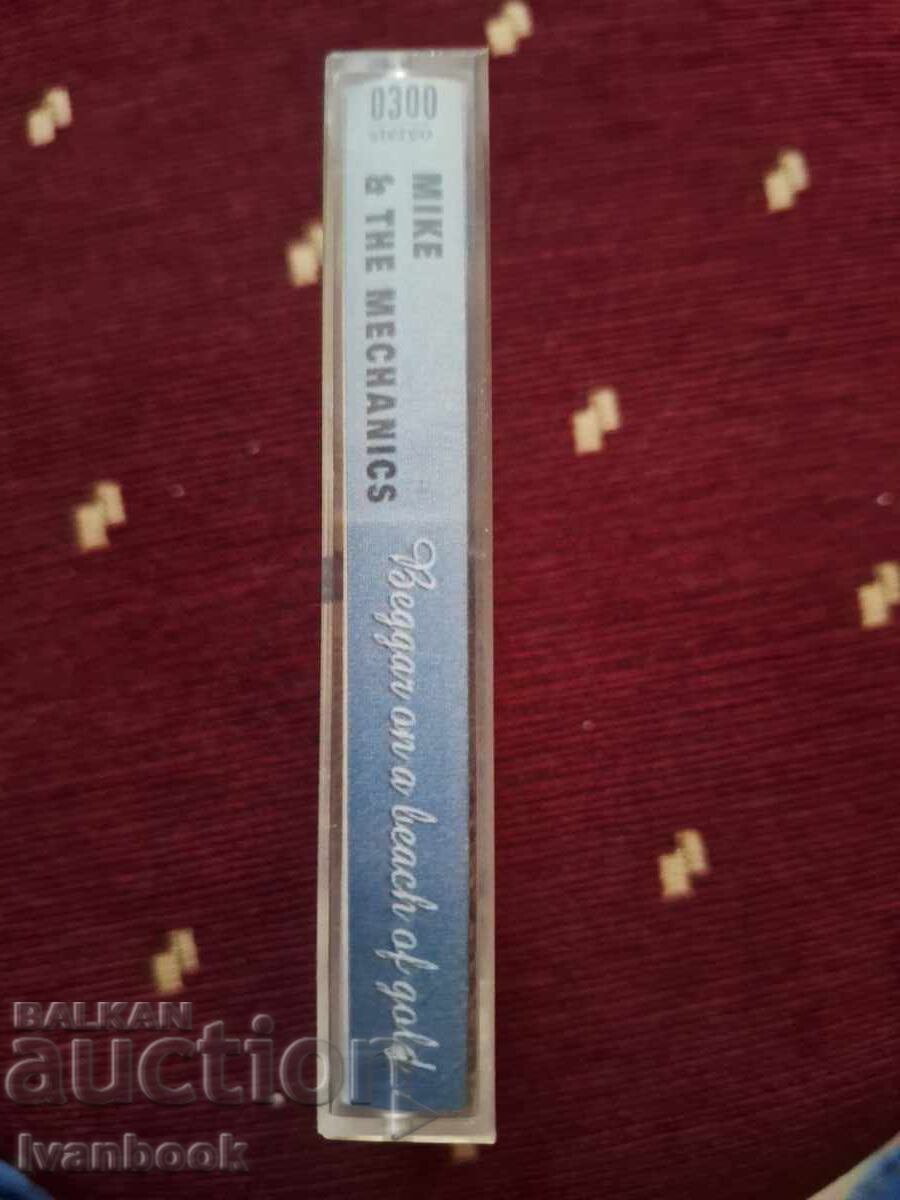 0300
STEREO
MIKE
& THE MECHANICS
Beggar on a beach of gold
BALKAN
auction
Ivanbook